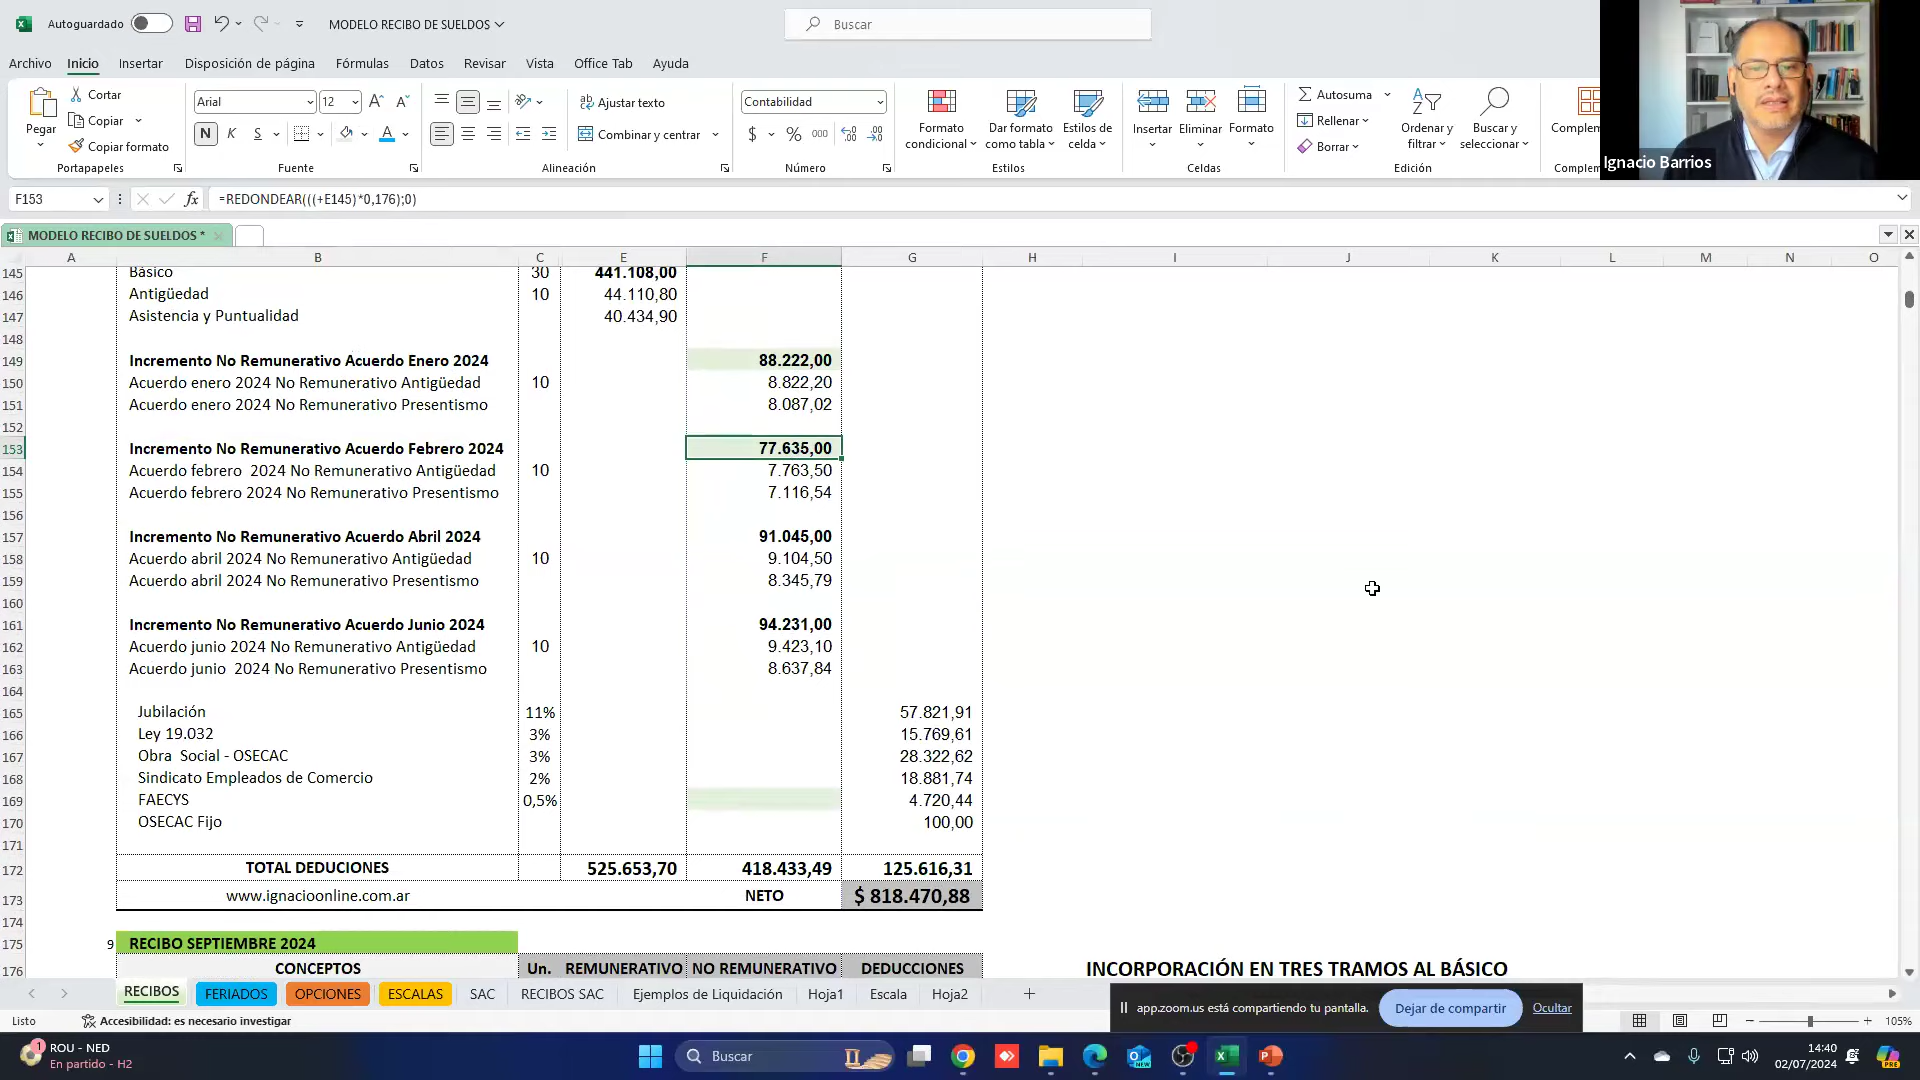 Autoguardado
MODELO RECIBO DE SUELDOS
Buscar
Archivo Inicio Insertar Disposición de página Fórmulas Datos Revisar Vista Office Tab Ayuda
Pegar
Cortar
Copiar
Copiar formato
Portapapeles
Arial 12
N K S
Fuente
Ajustar texto
Combinar y centrar
Alineación
Contabilidad
$ % 000
Número
Formato condicional
Dar formato como tabla
Estilos de celda
Estilos
Insertar Eliminar Formato
Celdas
Autosuma
Rellenar
Borrar
Ordenar y filtrar
Buscar y seleccionar
Edición
Complem
Complem
Ignacio Barrios
F153 fx =REDONDEAR(((+E145)*0,176);0)
MODELO RECIBO DE SUELDOS *
A B C E F G H I J K L M N O
145 Básico 30 441.108,00
146 Antigüedad 10 44.110,80
147 Asistencia y Puntualidad 40.434,90
148
149 Incremento No Remunerativo Acuerdo Enero 2024 88.222,00
150 Acuerdo enero 2024 No Remunerativo Antigüedad 10 8.822,20
151 Acuerdo enero 2024 No Remunerativo Presentismo 8.087,02
152
153 Incremento No Remunerativo Acuerdo Febrero 2024 77.635,00
154 Acuerdo febrero 2024 No Remunerativo Antigüedad 10 7.763,50
155 Acuerdo febrero 2024 No Remunerativo Presentismo 7.116,54
156
157 Incremento No Remunerativo Acuerdo Abril 2024 91.045,00
158 Acuerdo abril 2024 No Remunerativo Antigüedad 10 9.104,50
159 Acuerdo abril 2024 No Remunerativo Presentismo 8.345,79
160
161 Incremento No Remunerativo Acuerdo Junio 2024 94.231,00
162 Acuerdo junio 2024 No Remunerativo Antigüedad 10 9.423,10
163 Acuerdo junio 2024 No Remunerativo Presentismo 8.637,84
164
165 Jubilación 11% 57.821,91
166 Ley 19.032 3% 15.769,61
167 Obra Social - OSECAC 3% 28.322,62
168 Sindicato Empleados de Comercio 2% 18.881,74
169 FAECYS 0,5% 4.720,44
170 OSECAC Fijo 100,00
171
172 TOTAL DEDUCIONES 525.653,70 418.433,49 125.616,31
173 www.ignacioonline.com.ar NETO $ 818.470,88
174
175 9 RECIBO SEPTIEMBRE 2024
176 CONCEPTOS Un. REMUNERATIVO NO REMUNERATIVO DEDUCCIONES INCORPORACIÓN EN TRES TRAMOS AL BÁSICO
RECIBOS FERIADOS OPCIONES ESCALAS SAC RECIBOS SAC Ejemplos de Liquidación Hoja1 Escala Hoja2
app.zoom.us está compartiendo tu pantalla. Dejar de compartir Ocultar
Listo Accesibilidad: es necesario investigar 105%
1 ROU - NED
En partido - H2
Buscar
14:40
02/07/2024